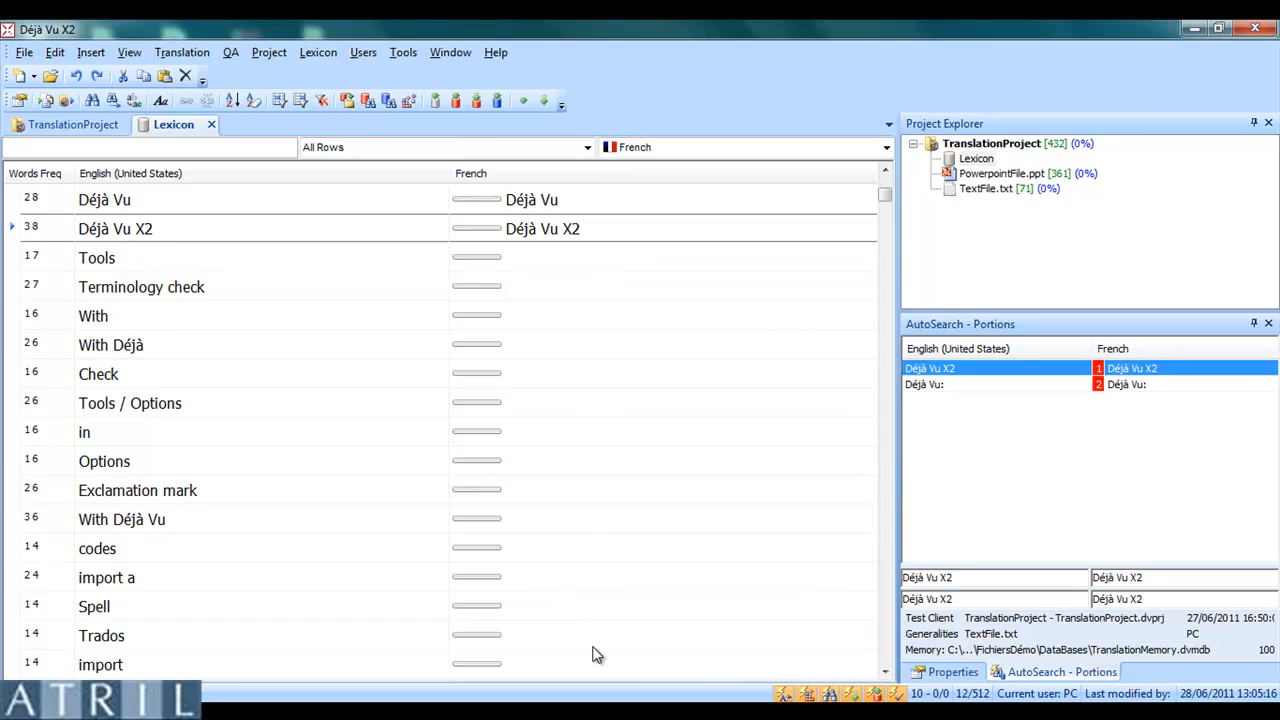 Déjà Vu X2
File Edit Insert View Translation QA Project Lexicon Users Tools Window Help
TranslationProject Lexicon
All Rows French
Words Freq English (United States) French
28 Déjà Vu Déjà Vu
38 Déjà Vu X2 Déjà Vu X2
17 Tools
27 Terminology check
16 With
26 With Déjà
16 Check
26 Tools / Options
16 in
16 Options
26 Exclamation mark
36 With Déjà Vu
14 codes
24 import a
14 Spell
14 Trados
14 import
Project Explorer
TranslationProject [432] (0%)
Lexicon
PowerpointFile.ppt [361] (0%)
TextFile.txt [71] (0%)
AutoSearch - Portions
English (United States) French
Déjà Vu X2 1 Déjà Vu X2
Déjà Vu: 2 Déjà Vu:
Déjà Vu X2 Déjà Vu X2
Déjà Vu X2 Déjà Vu X2
Test Client TranslationProject - TranslationProject.dvprj 27/06/2011 16:50:0
Generalities TextFile.txt PC
Memory: C:\...\FichiersDémo\DataBases\TranslationMemory.dvmdb 100
Properties AutoSearch - Portions
ATRIL 10 - 0/0 12/512 Current user: PC Last modified by: 28/06/2011 13:05:16